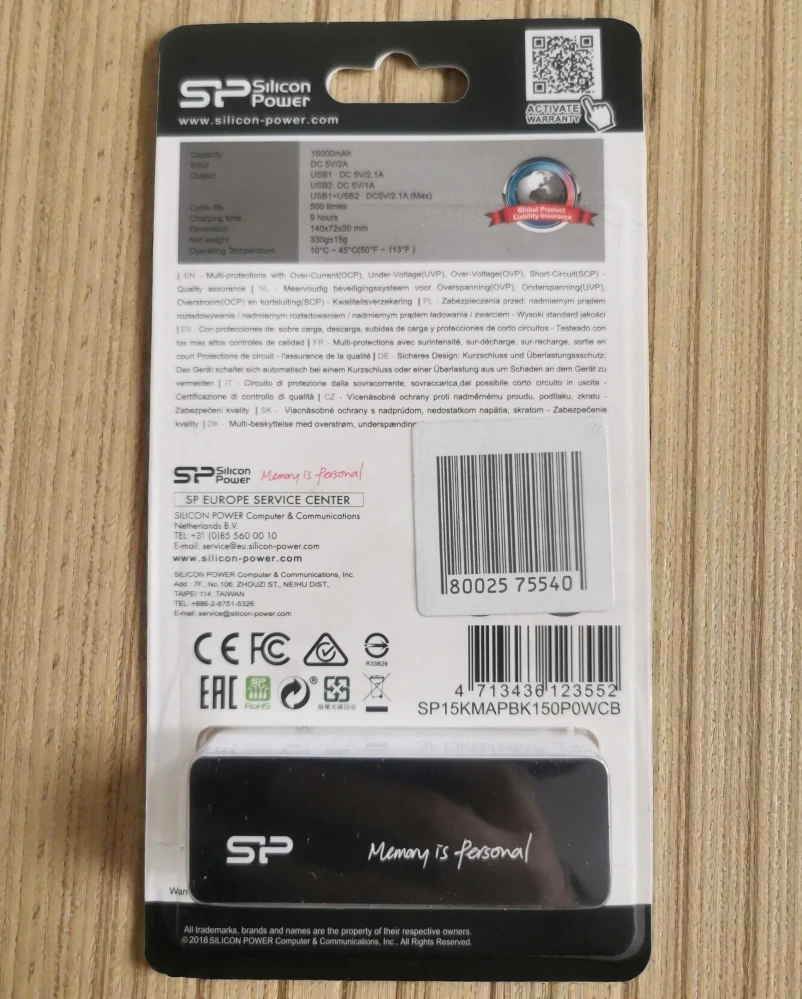 SP Silicon
Power
www.silicon-power.com
ACTIVATE
WARRANTY
Capacity 15000mAh
Input DC 5V/2A
Output USB1 : DC 5V/2.1A
USB2: DC 5V/1A
USB1+USB2 : DC5V/2.1A (Max)
Cycle life 500 times
Charging time 9 hours
Dimension 140x72x20 mm
Net weight 330g±15g
Operating Temperature 10°C ~ 45°C(50°F ~ 113°F )
Global Product
Liability Insurance
| EN - Multi-protections with Over-Current(OCP), Under-Voltage(UVP), Over-Voltage(OVP), Short-Circuit(SCP) -
Quality assurance | NL - Meervoudig beveiligingssysteem voor Overspanning(OVP), Onderspanning(UVP),
Overstroom(OCP) en kortsluiting(SCP) - Kwaliteitsverzekering | PL - Zabezpieczenia przed: nadmiernym prądem
rozładowywania / nadmiernym rozładowaniem / nadmiernym prądem ładowania / zwarciem - Wysoki standard jakości
| ES - Con protecciones de: sobre carga, descarga, subidas de carga y protecciones de corto circuitos - Testeado con
los mas altos controles de calidad | FR - Multi-protections avec surintensité, sur-décharge, sur-recharge, sortie en
court Protections de circuit - l'assurance de la qualité | DE - Sicheres Design: Kurzschluss und Überlastungsschutz;
Das Gerät schaltet sich automatisch bei einem Kurzschluss oder einer Überlastung aus um Schaden an dem Gerät zu
vermeiden | IT - Circuito di protezione dalla sovracorrente, sovraccarica,dal possibile corto circuito in uscita -
Certificazione di controllo di qualità | CZ - Vícenásobné ochrany proti nadměrnému proudu, podtlaku, zkratu -
Zabezpečení kvality | SK - Viacnásobné ochrany s nadprúdom, nedostatkom napätia, skratom - Zabezpečenie
kvality | DK - Multi-beskyttelse med overstrøm, underspænding
SP Silicon
Power Memory is personal
SP EUROPE SERVICE CENTER
SILICON POWER Computer & Communications
Netherlands B.V.
TEL: +31 (0)85 560 00 10
E-mail: service@eu.silicon-power.com
www.silicon-power.com
SILICON POWER Computer & Communications, Inc.
Add : 7F., No.106, ZHOUZI ST., NEIHU DIST.,
TAIPEI 114, TAIWAN
TEL: +886-2-8751-5326
E-mail: service@silicon-power.com
80025 75540
CE FC
R33B29
EAC SP RoHS ®
4 713436 123552
SP15KMAPBK150P0WCB
SP Memory is personal
Warr
All trademarks, brands and names are the property of their respective owners.
©2018 SILICON POWER Computer & Communications, Inc., All Rights Reserved.